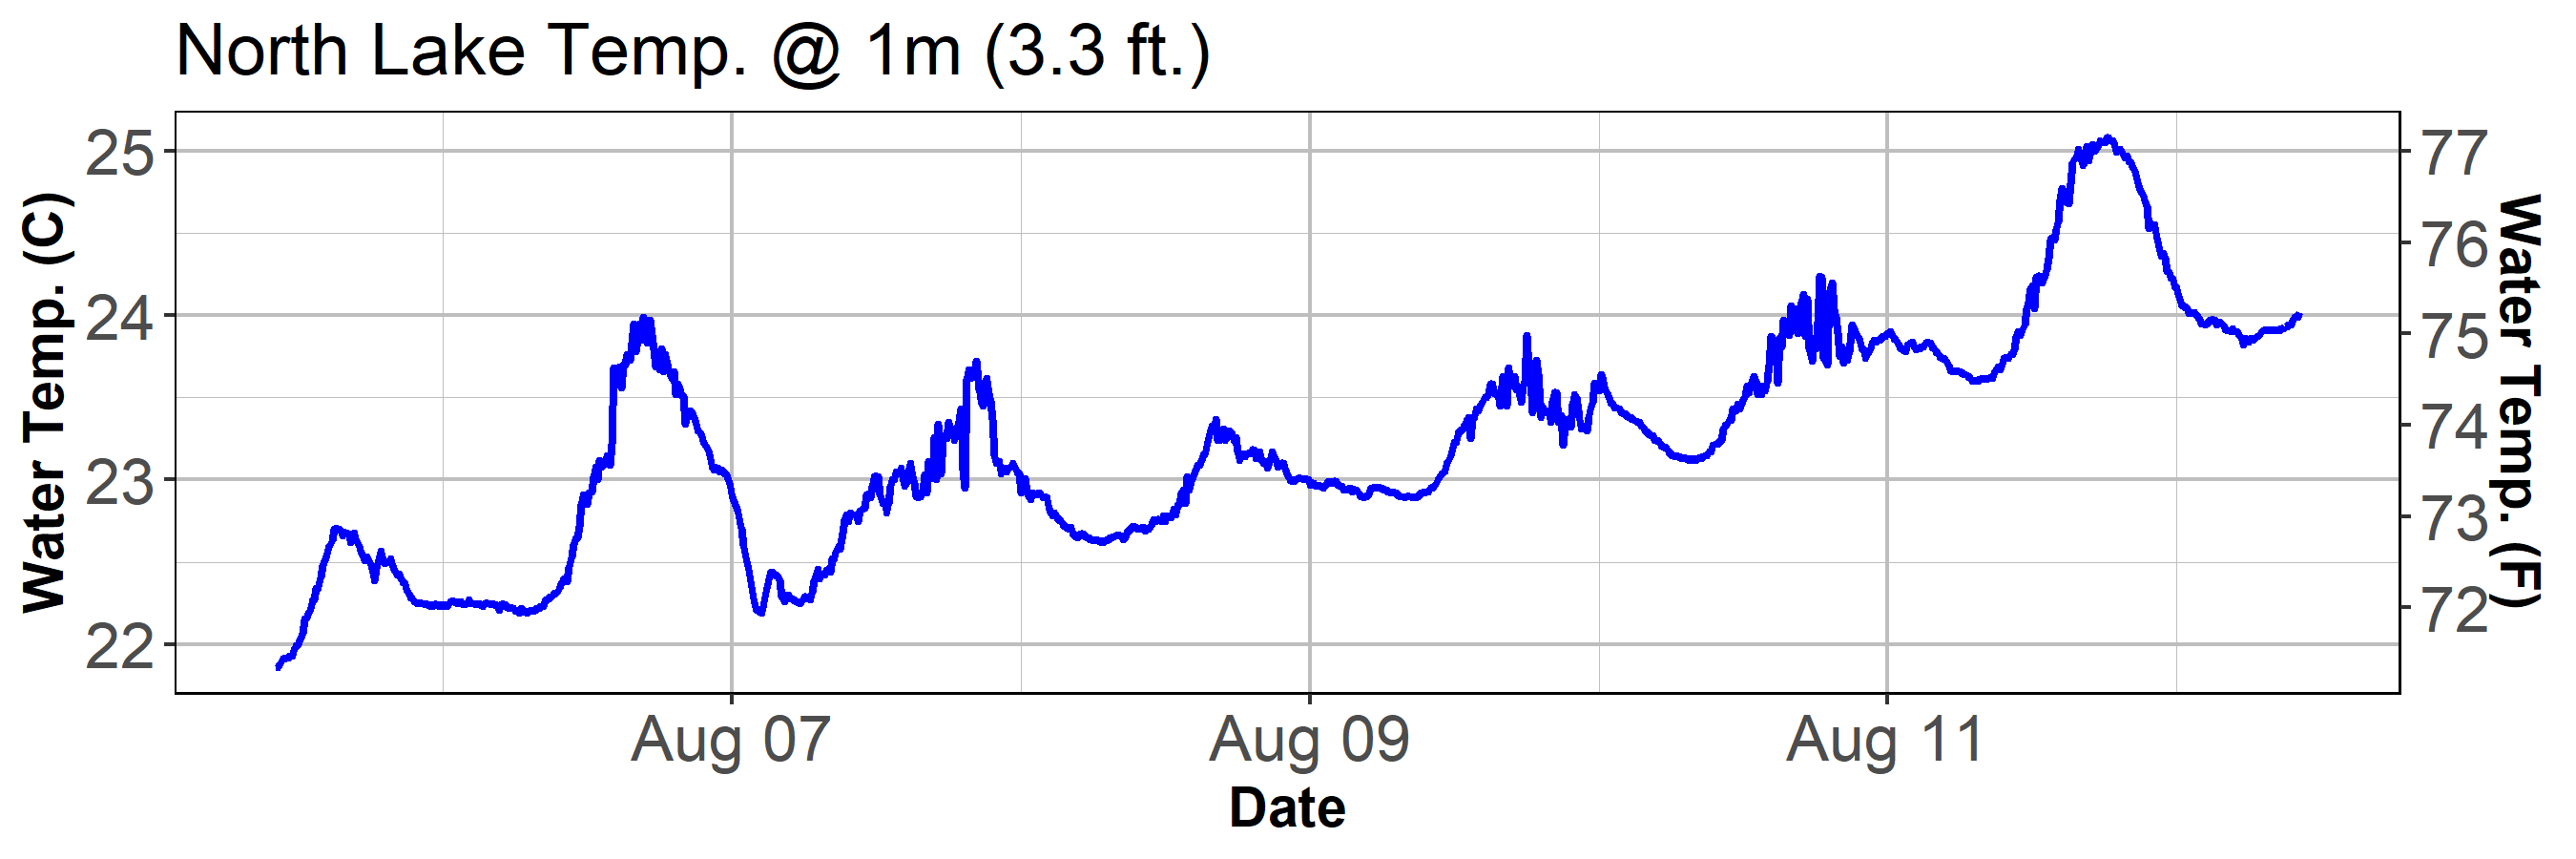 North Lake Temp. @ 1m (3.3 ft.)
Water Temp. (C)
25
24
23
22
77
76
75
74
73
72
Water Temp. (F)
Aug 07
Aug 09
Aug 11
Date